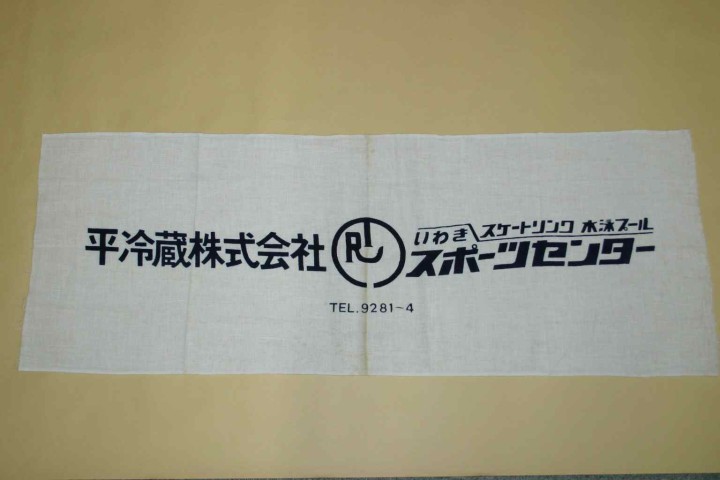 平冷蔵株式会社
いわき スケートリンク 水泳プール
スポーツセンター
TEL.9281~4